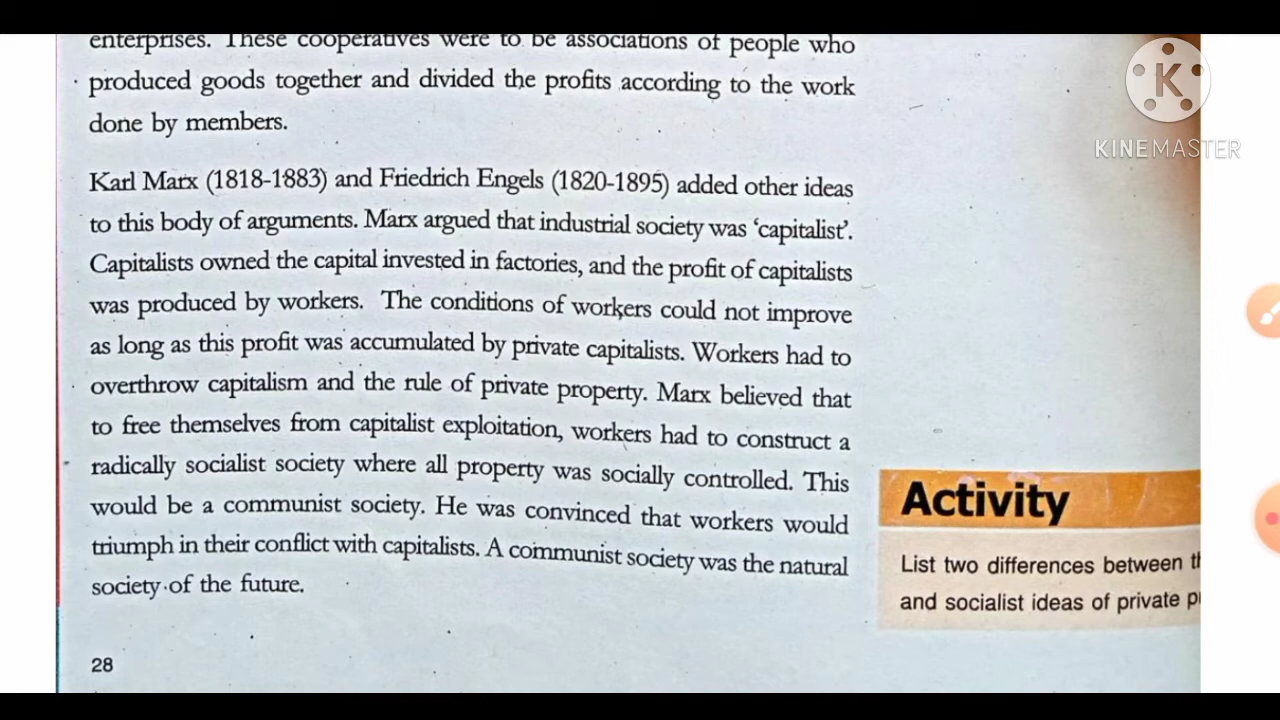 enterprises. These cooperatives were to be associations of people who
produced goods together and divided the profits according to the work
done by members.
Karl Marx (1818-1883) and Friedrich Engels (1820-1895) added other ideas
to this body of arguments. Marx argued that industrial society was ‘capitalist’.
Capitalists owned the capital invested in factories, and the profit of capitalists
was produced by workers. The conditions of workers could not improve
as long as this profit was accumulated by private capitalists. Workers had to
overthrow capitalism and the rule of private property. Marx believed that
to free themselves from capitalist exploitation, workers had to construct a
radically socialist society where all property was socially controlled. This
would be a communist society. He was convinced that workers would
triumph in their conflict with capitalists. A communist society was the natural
society of the future.
28
Activity
List two differences between
and socialist ideas of private
K
KINEMASTER